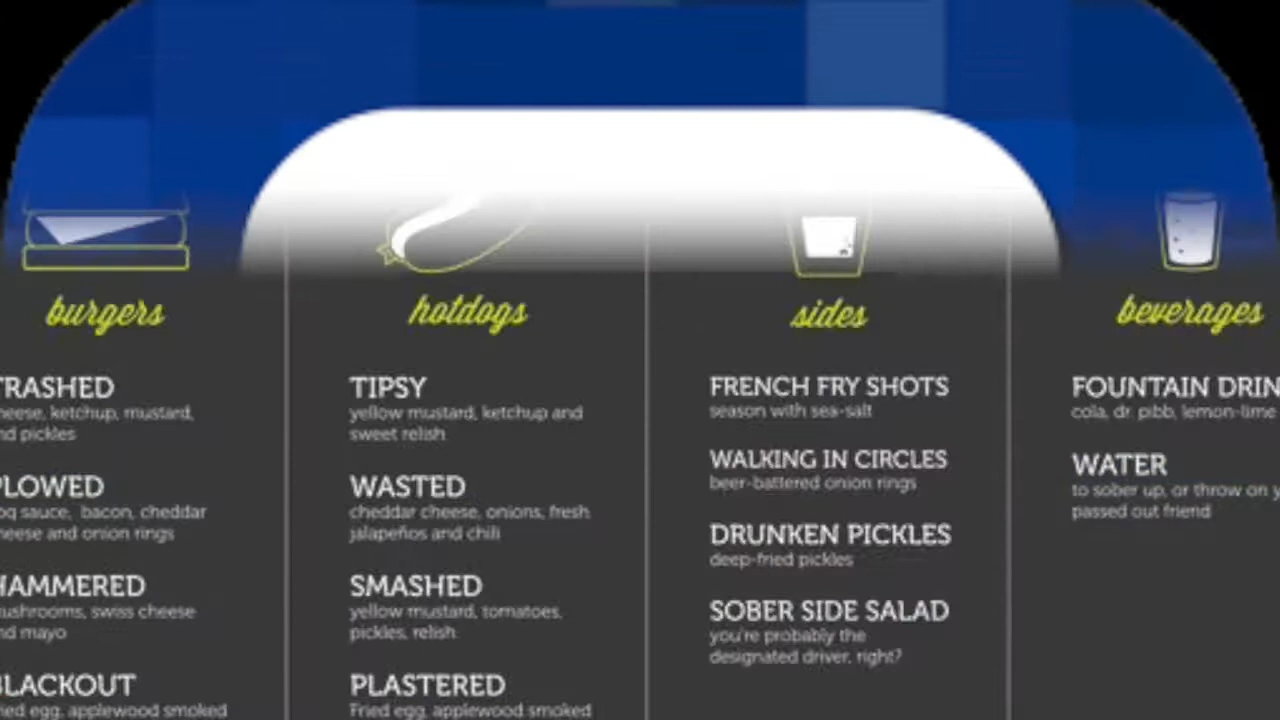 burgers
TRASHED
heese, ketchup, mustard,
nd pickles
PLOWED
bq sauce, bacon, cheddar
heese and onion rings
HAMMERED
ushrooms, swiss cheese
nd mayo
BLACKOUT
ried egg, applewood smoked
hotdogs
TIPSY
yellow mustard, ketchup and
sweet relish
WASTED
cheddar cheese, onions, fresh
jalapeños and chili
SMASHED
yellow mustard, tomatoes,
pickles, relish
PLASTERED
Fried egg, applewood smoked
sides
FRENCH FRY SHOTS
season with sea-salt
WALKING IN CIRCLES
beer-battered onion rings
DRUNKEN PICKLES
deep-fried pickles
SOBER SIDE SALAD
you're probably the
designated driver, right?
beverages
FOUNTAIN DRIN
cola, dr. pibb, lemon-lime
WATER
to sober up, or throw on y
passed out friend